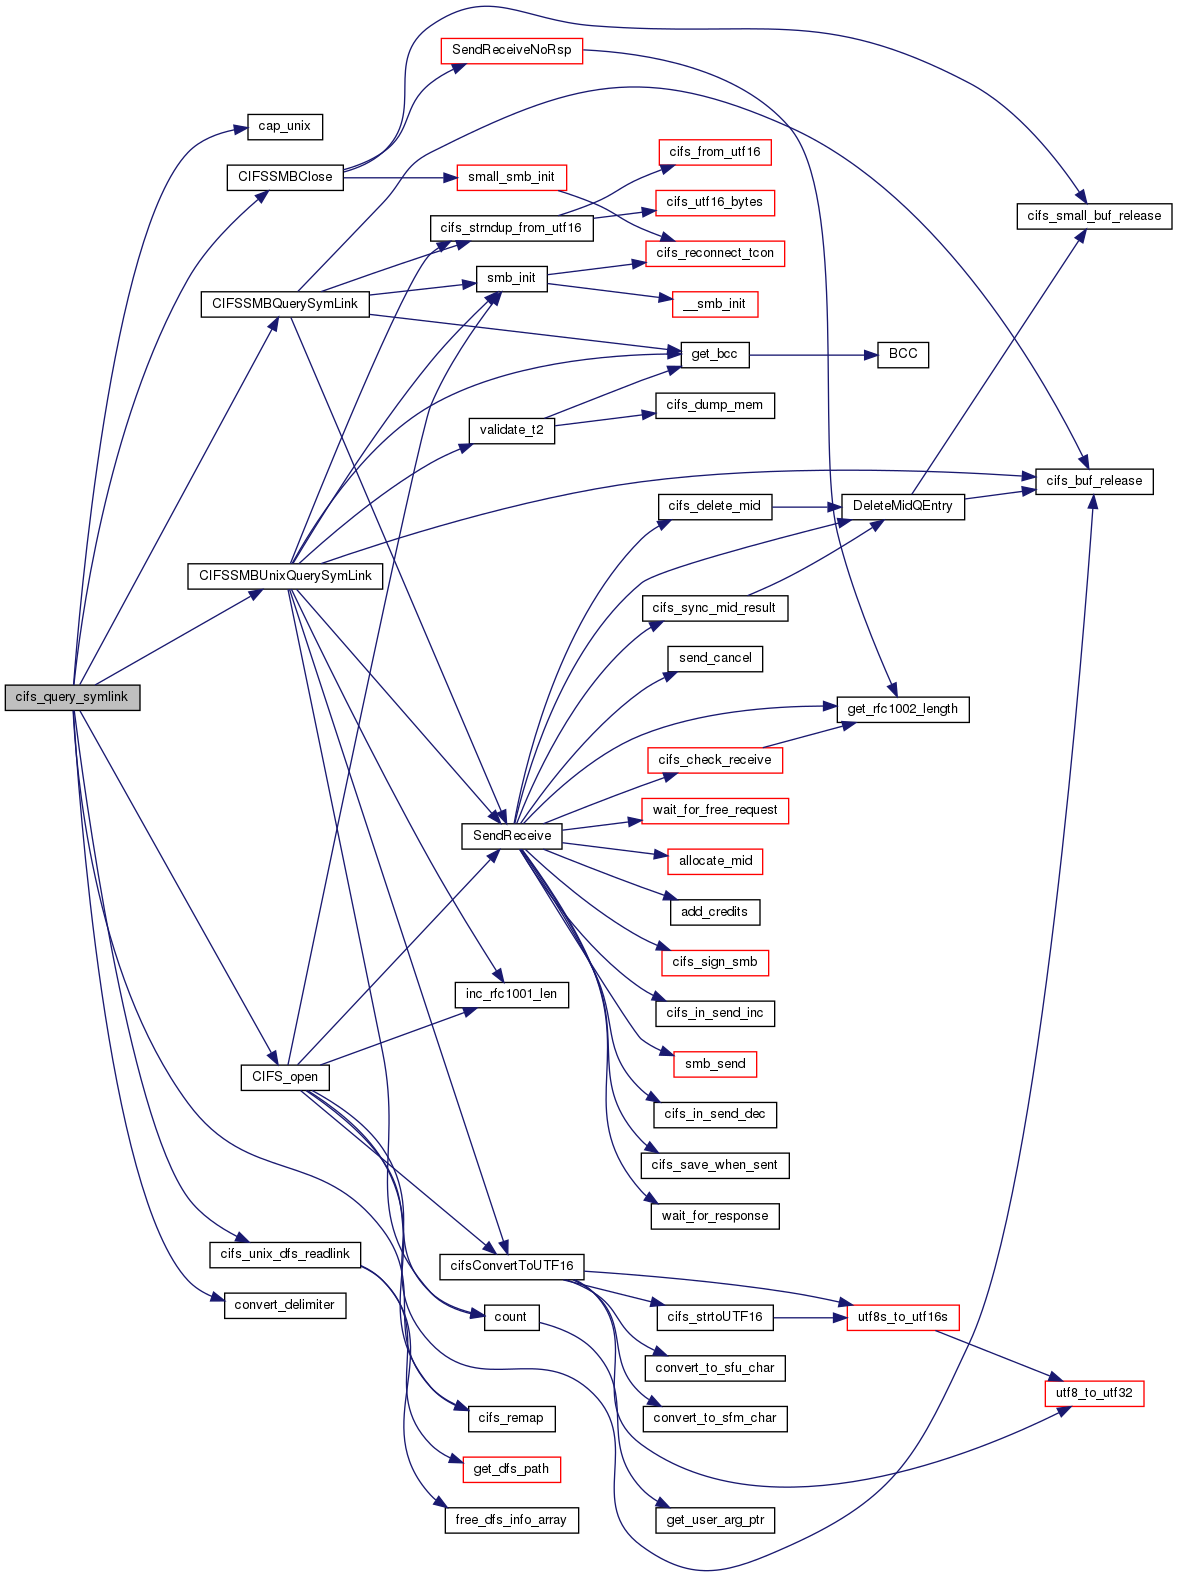 SendReceiveNoRsp
cap_unix
cifs_from_utf16
CIFSSMBClose
small_smb_init
cifs_utf16_bytes
cifs_small_buf_release
cifs_strndup_from_utf16
cifs_reconnect_tcon
smb_init
CIFSSMBQuerySymLink
__smb_init
get_bcc
BCC
cifs_dump_mem
validate_t2
cifs_buf_release
cifs_delete_mid
DeleteMidQEntry
CIFSSMBUnixQuerySymLink
cifs_sync_mid_result
send_cancel
cifs_query_symlink
get_rfc1002_length
cifs_check_receive
wait_for_free_request
SendReceive
allocate_mid
add_credits
cifs_sign_smb
inc_rfc1001_len
cifs_in_send_inc
smb_send
CIFS_open
cifs_in_send_dec
cifs_save_when_sent
wait_for_response
cifs_unix_dfs_readlink
cifsConvertToUTF16
convert_delimiter
count
cifs_strtoUTF16
utf8s_to_utf16s
convert_to_sfu_char
utf8_to_utf32
cifs_remap
convert_to_sfm_char
get_dfs_path
free_dfs_info_array
get_user_arg_ptr